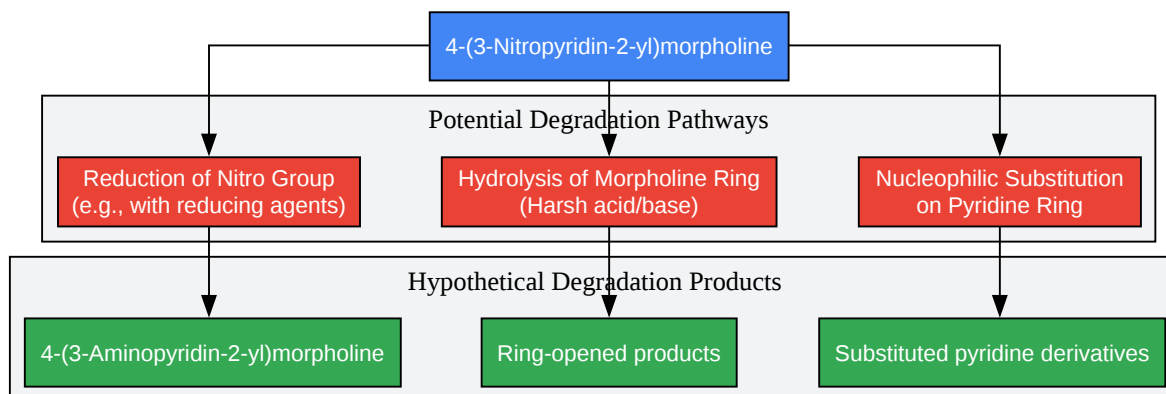 4-(3-Nitropyridin-2-yl)morpholine
Potential Degradation Pathways
Reduction of Nitro Group
(e.g., with reducing agents)
Hydrolysis of Morpholine Ring
(Harsh acid/base)
Nucleophilic Substitution
on Pyridine Ring
Hypothetical Degradation Products
4-(3-Aminopyridin-2-yl)morpholine
Ring-opened products
Substituted pyridine derivatives